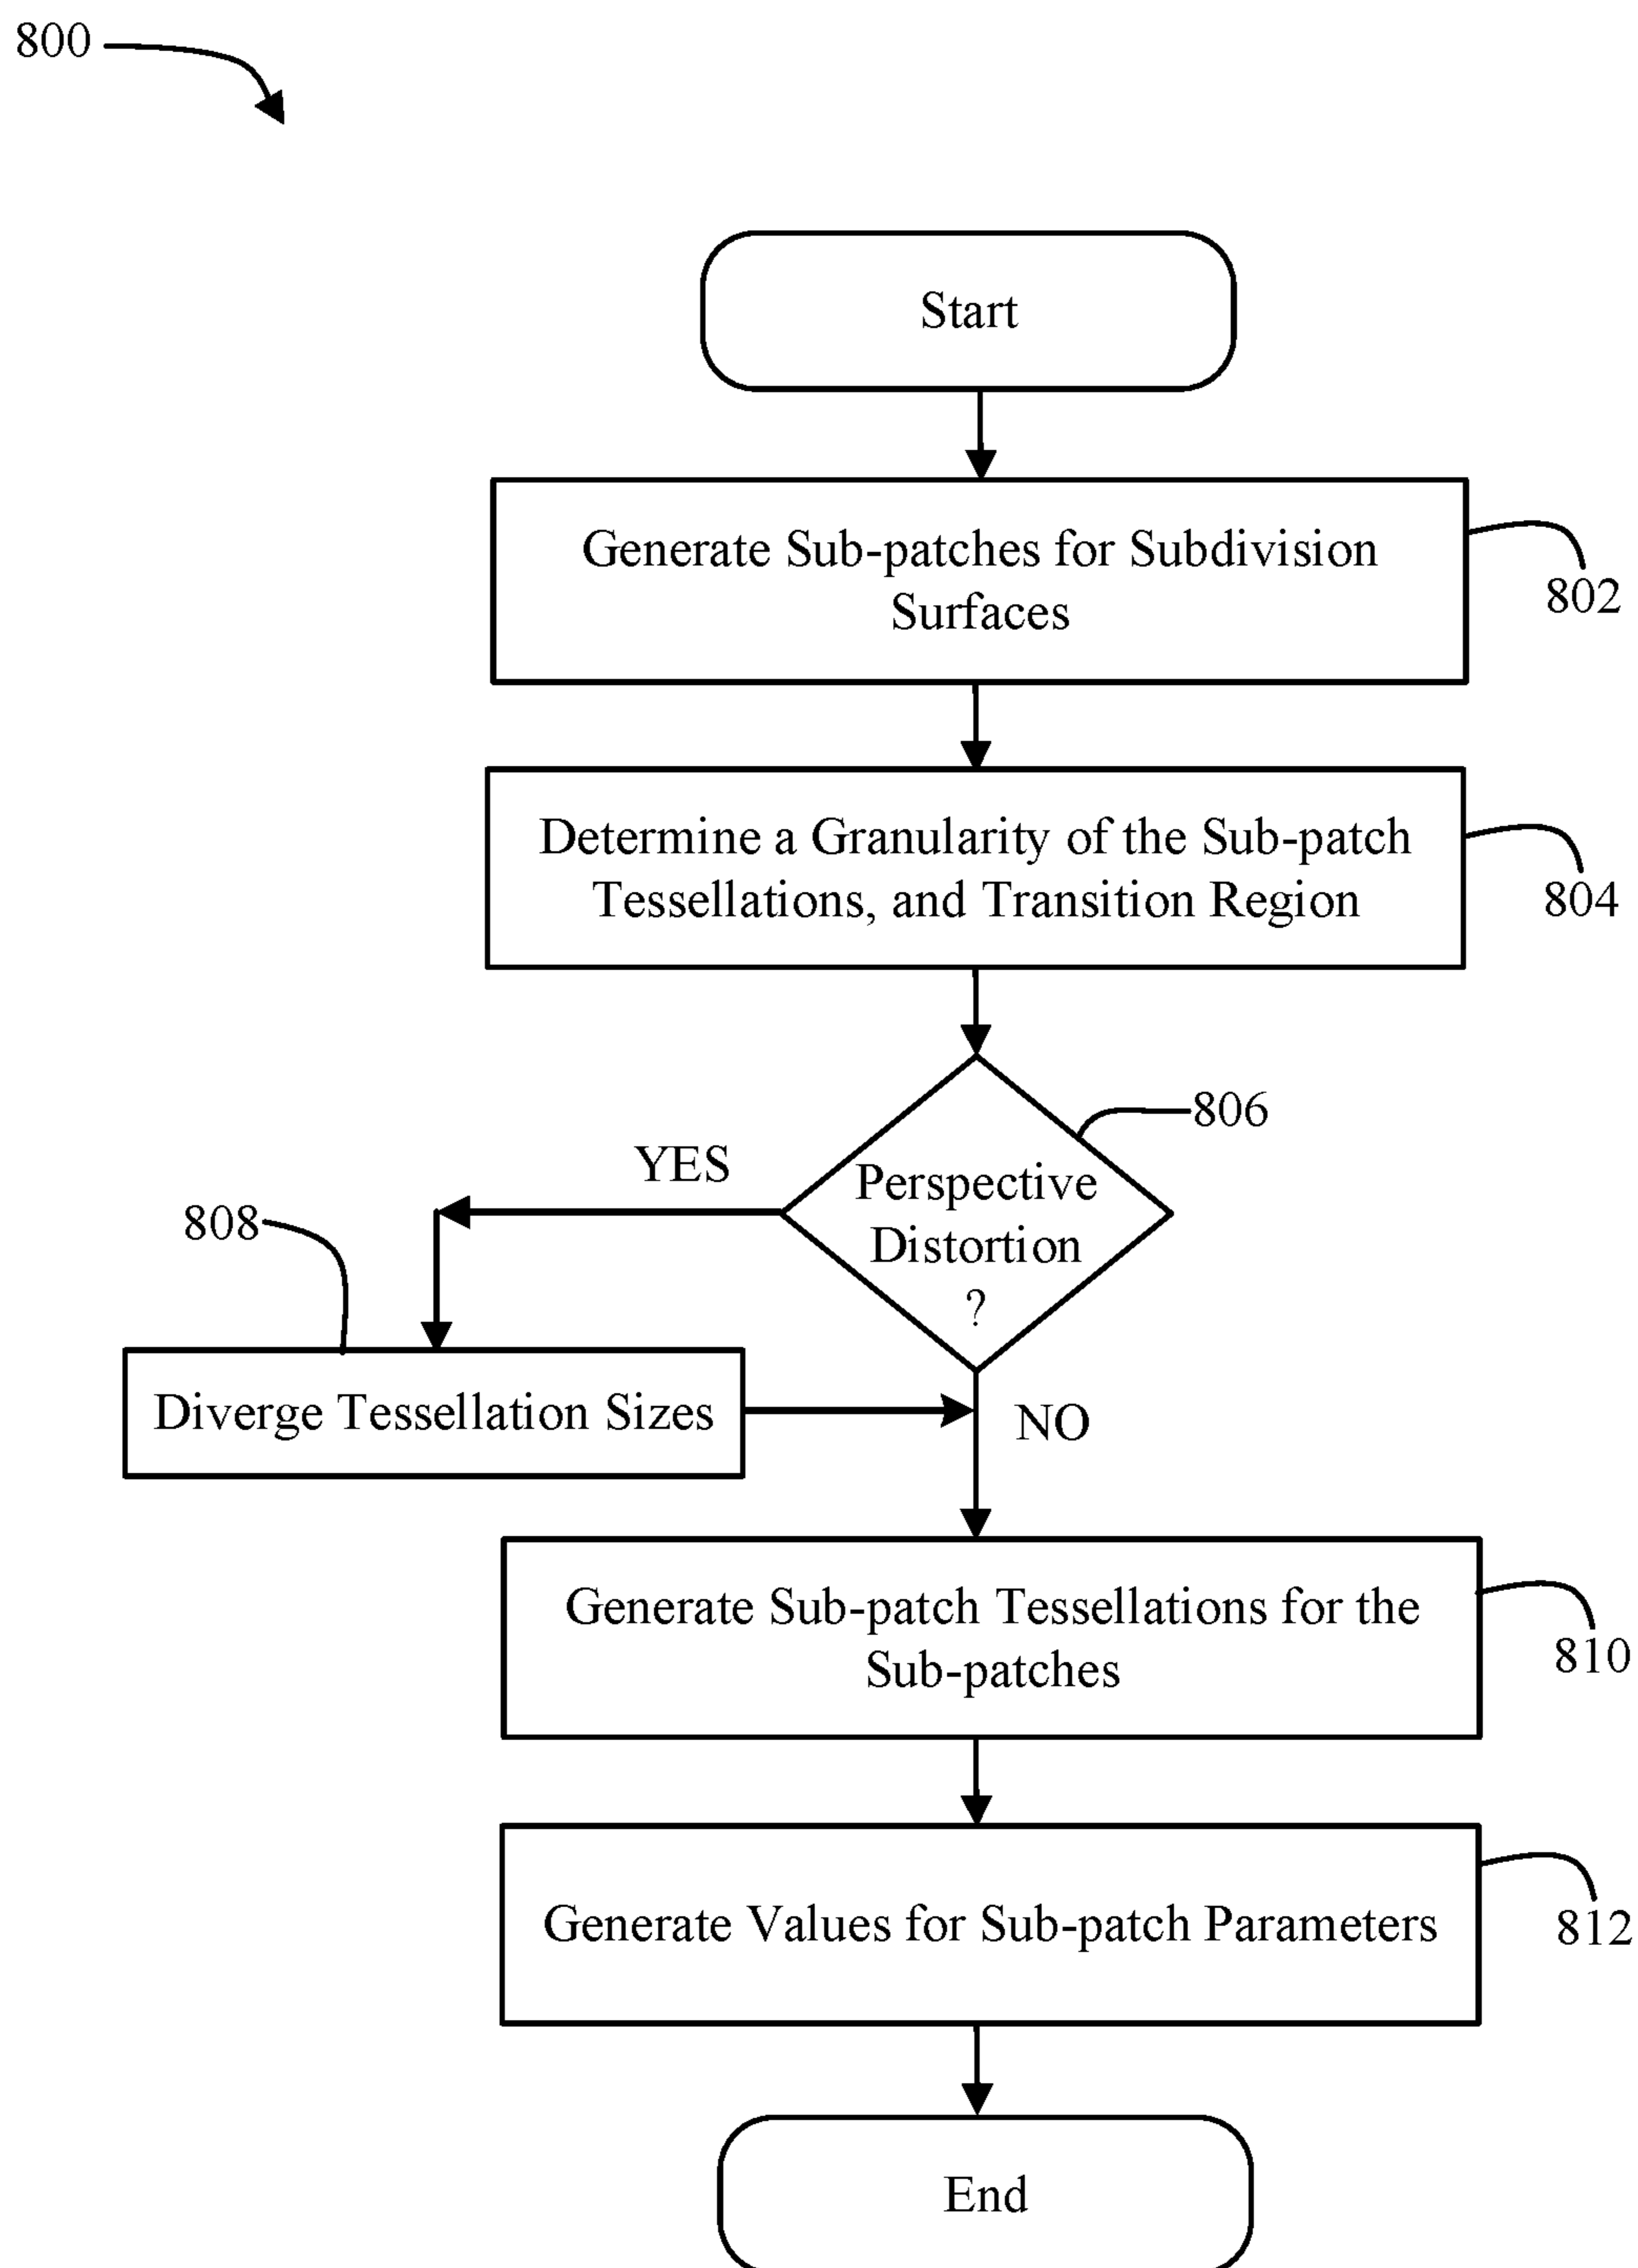 800
Start
Generate Sub-patches for Subdivision
Surfaces
802
Determine a Granularity of the Sub-patch
Tessellations, and Transition Region
804
806
YES
Perspective
Distortion
?
808
Diverge Tessellation Sizes
NO
Generate Sub-patch Tessellations for the
Sub-patches
810
Generate Values for Sub-patch Parameters
812
End